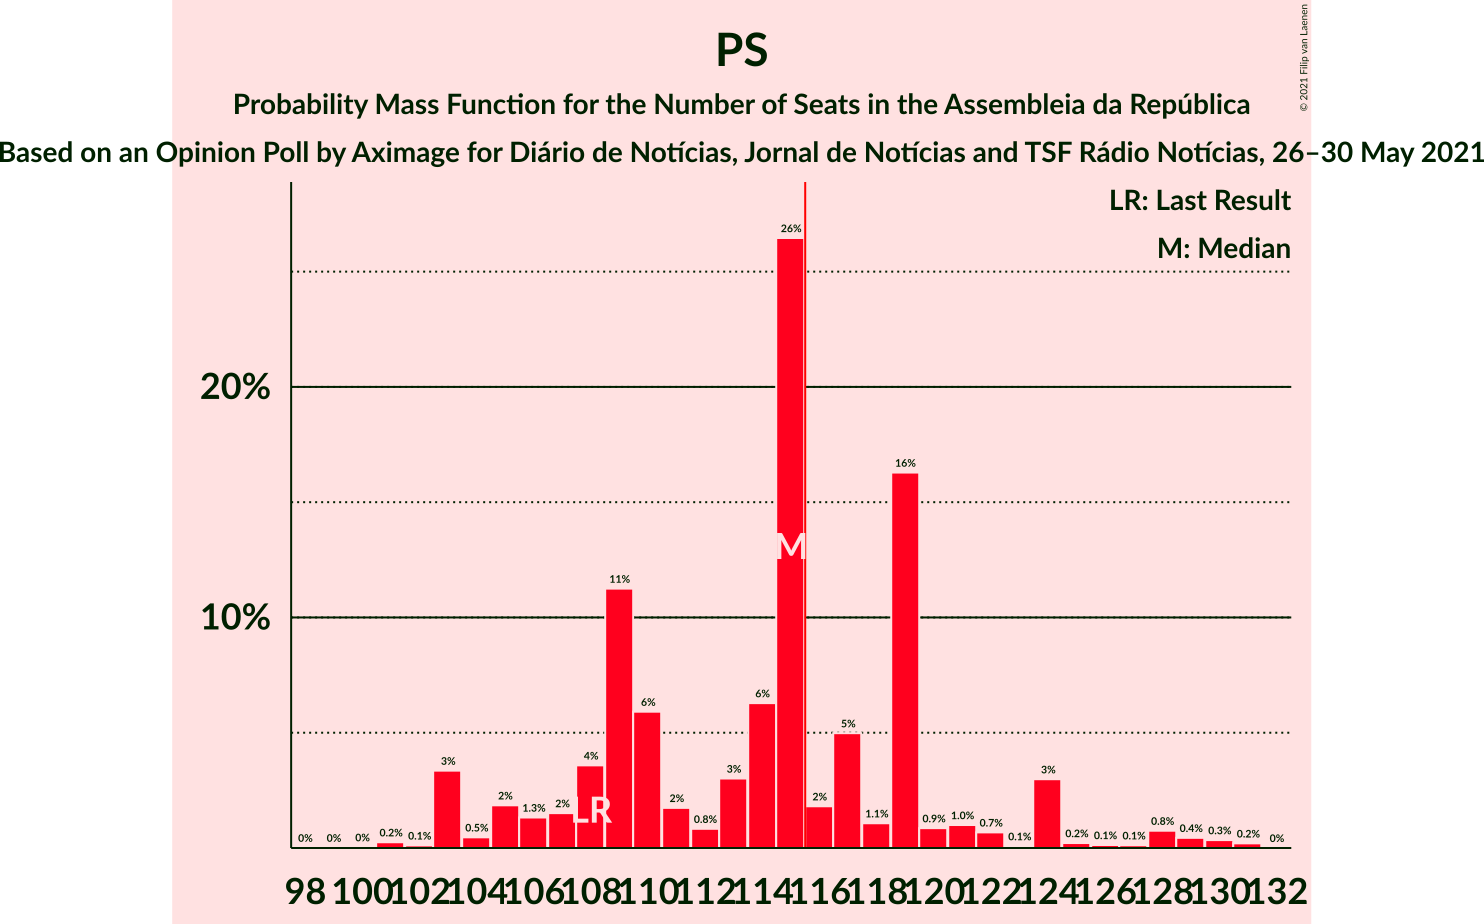 PS
Probability Mass Function for the Number of Seats in the Assembleia da República
Based on an Opinion Poll by Aximage for Diário de Notícias, Jornal de Notícias and TSF Rádio Notícias, 26–30 May 2021
© 2021 Filip van Laenen
LR: Last Result
M: Median
20%
10%
0% 0% 0% 0.2% 0.1% 3% 0.5% 2% 1.3% 2% 4% 11% 6% 2% 0.8% 3% 6% 26% 2% 5% 1.1% 16% 0.9% 1.0% 0.7% 0.1% 3% 0.2% 0.1% 0.1% 0.8% 0.4% 0.3% 0.2% 0%
M
LR
98 100 102 104 106 108 110 112 114 116 118 120 122 124 126 128 130 132